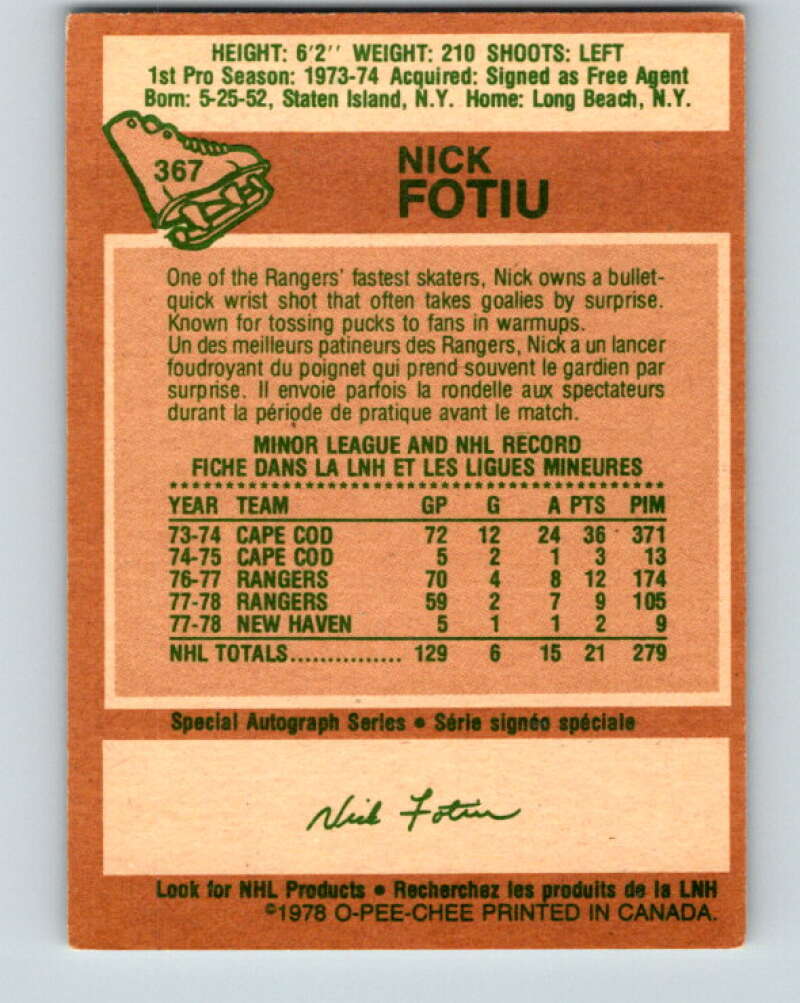 HEIGHT: 6'2'' WEIGHT: 210 SHOOTS: LEFT
1st Pro Season: 1973-74 Acquired: Signed as Free Agent
Born: 5-25-52, Staten Island, N.Y. Home: Long Beach, N.Y.
367
NICK
FOTIU
One of the Rangers' fastest skaters, Nick owns a bullet-
quick wrist shot that often takes goalies by surprise.
Known for tossing pucks to fans in warmups.
Un des meilleurs patineurs des Rangers, Nick a un lancer
foudroyant du poignet qui prend souvent le gardien par
surprise. Il envoie parfois la rondelle aux spectateurs
durant la période de pratique avant le match.
MINOR LEAGUE AND NHL RECORD
FICHE DANS LA LNH ET LES LIGUES MINEURES
YEAR TEAM GP G A PTS PIM
73-74 CAPE COD 72 12 24 36 371
74-75 CAPE COD 5 2 1 3 13
76-77 RANGERS 70 4 8 12 174
77-78 RANGERS 59 2 7 9 105
77-78 NEW HAVEN 5 1 1 2 9
NHL TOTALS............... 129 6 15 21 279
Special Autograph Series • Série signéo spéciale
Nick Fotiu
Look for NHL Products • Recherchez les produits de la LNH
©1978 O-PEE-CHEE PRINTED IN CANADA.